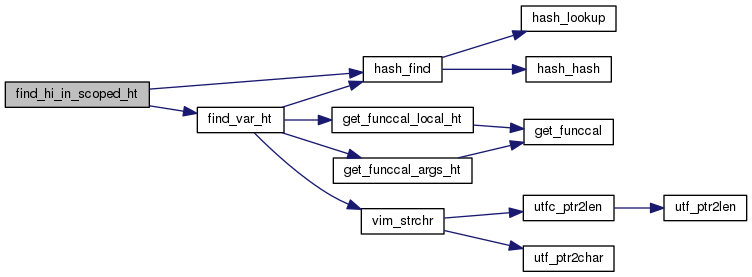 find_hi_in_scoped_ht
find_var_ht
hash_find
get_funccal_local_ht
get_funccal_args_ht
vim_strchr
hash_lookup
hash_hash
get_funccal
utfc_ptr2len
utf_ptr2char
utf_ptr2len